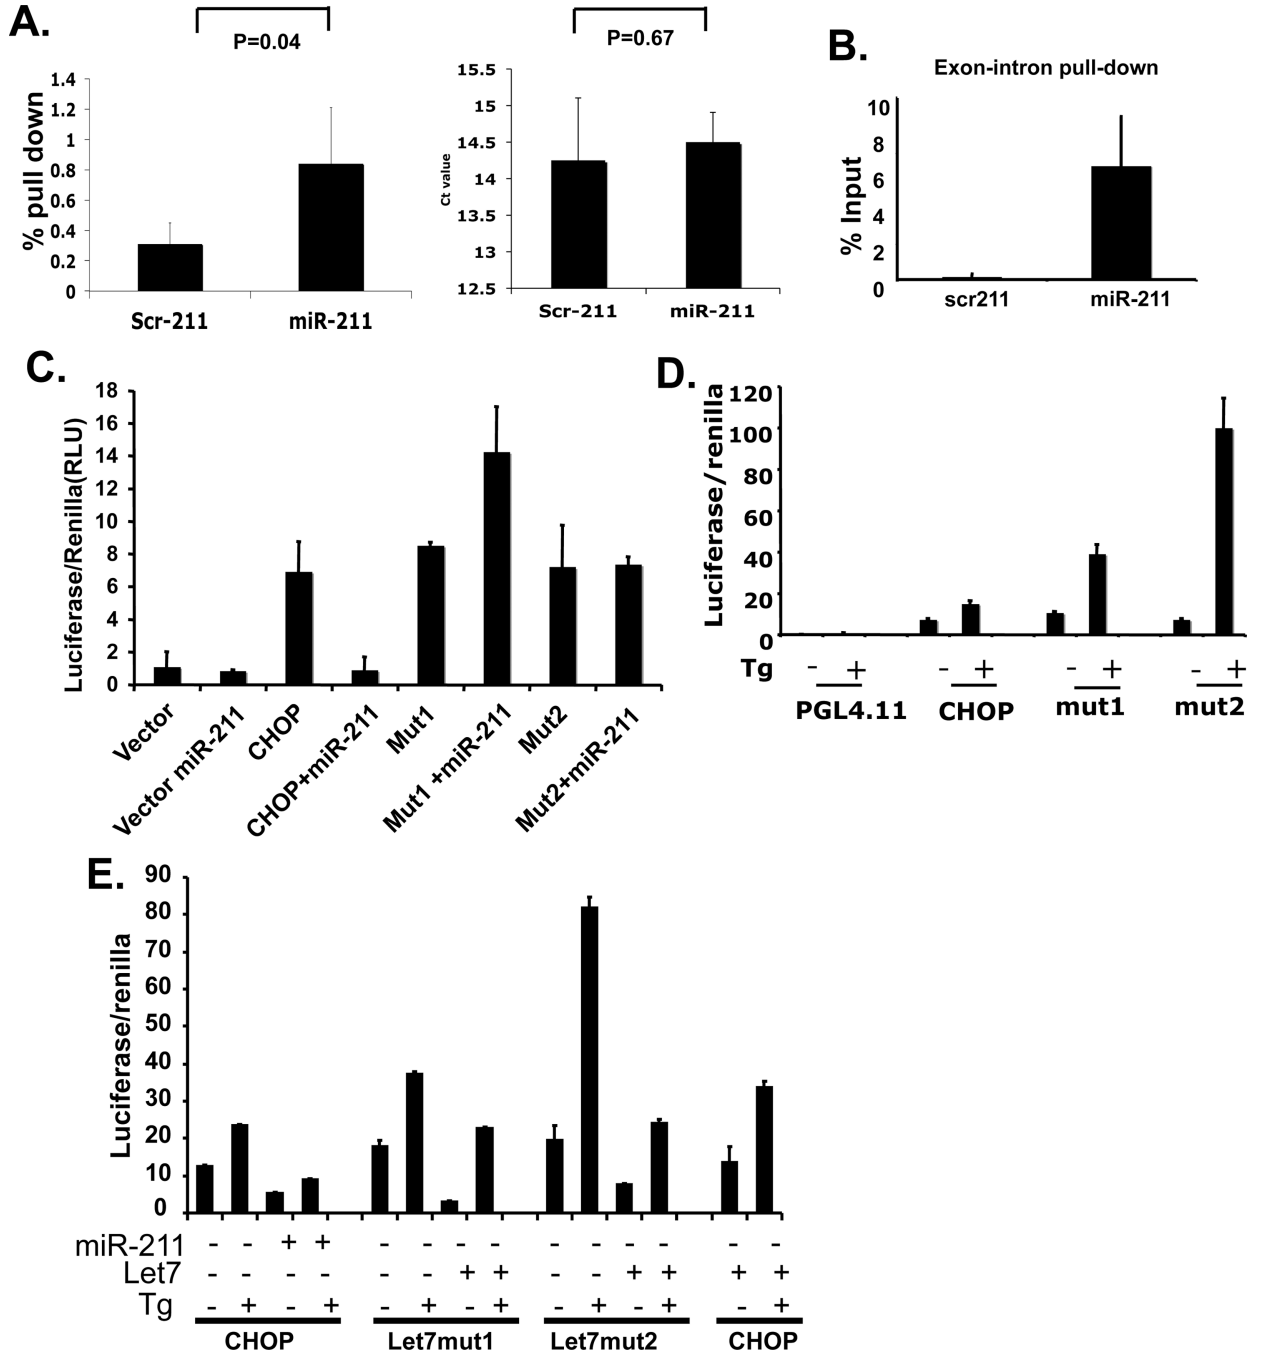 A.
P=0.04
% pull down
1.4
1.2
1
0.8
0.6
0.4
0.2
0
Scr-211 miR-211
P=0.67
Ct value
15.5
15
14.5
14
13.5
13
12.5
Scr-211 miR-211
B.
Exon-intron pull-down
% Input
10
8
6
4
2
0
scr211 miR-211
C.
Luciferase/Renilla(RLU)
18
16
14
12
10
8
6
4
2
0
Vector
Vector miR-211
CHOP
CHOP+miR-211
Mut1
Mut1 +miR-211
Mut2
Mut2+miR-211
D.
Luciferase/renilla
120
100
80
60
40
20
0
Tg - + - + - + - +
PGL4.11 CHOP mut1 mut2
E.
Luciferase/renilla
90
80
70
60
50
40
30
20
10
0
miR-211 - - + + - - - - - - - - - -
Let7 - - - - - - + + - - + + + +
Tg - + - + - + - + - + - + - +
CHOP Let7mut1 Let7mut2 CHOP